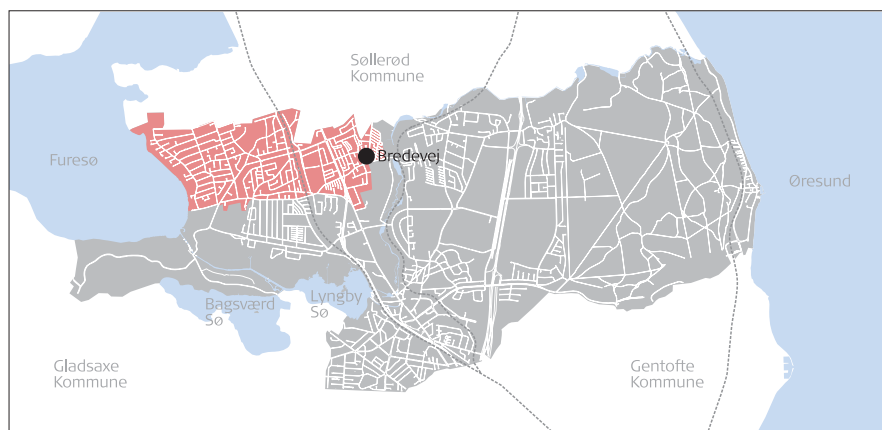 Søllerød
Kommune
Furesø
Bredevej
Øresund
Bagsværd
Sø
Lyngby
Sø
Gladsaxe
Kommune
Gentofte
Kommune